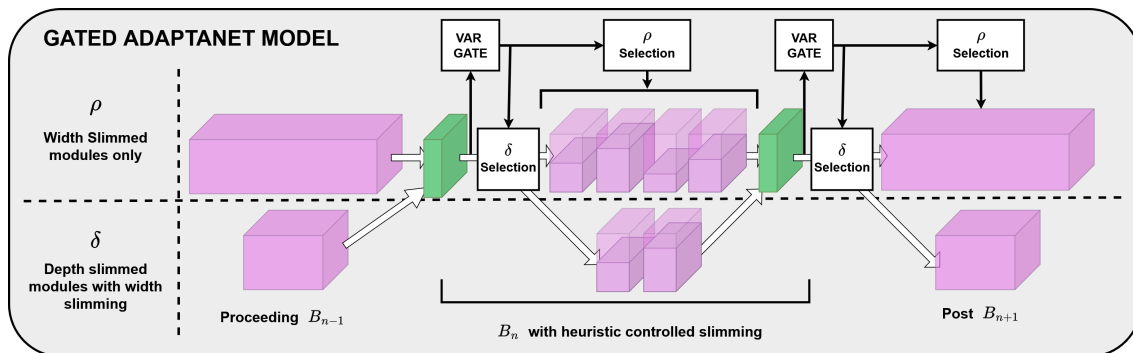 GATED ADAPTANET MODEL
VAR
GATE
ρ
Selection
VAR
GATE
ρ
Selection
ρ
Width Slimmed
modules only
δ
Selection
δ
Selection
δ
Depth slimmed
modules with width
slimming
Proceeding B_{n-1}
B_n with heuristic controlled slimming
Post B_{n+1}